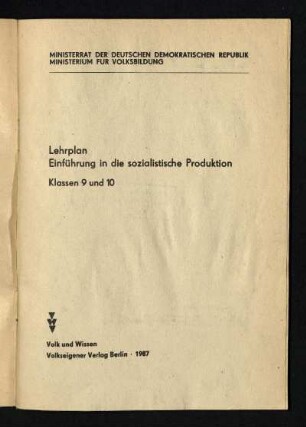 MINISTERRAT DER DEUTSCHEN DEMOKRATISCHEN REPUBLIK
MINISTERIUM FÜR VOLKSBILDUNG
Lehrplan
Einführung in die sozialistische Produktion
Klassen 9 und 10
Volk und Wissen
Volkseigener Verlag Berlin · 1987